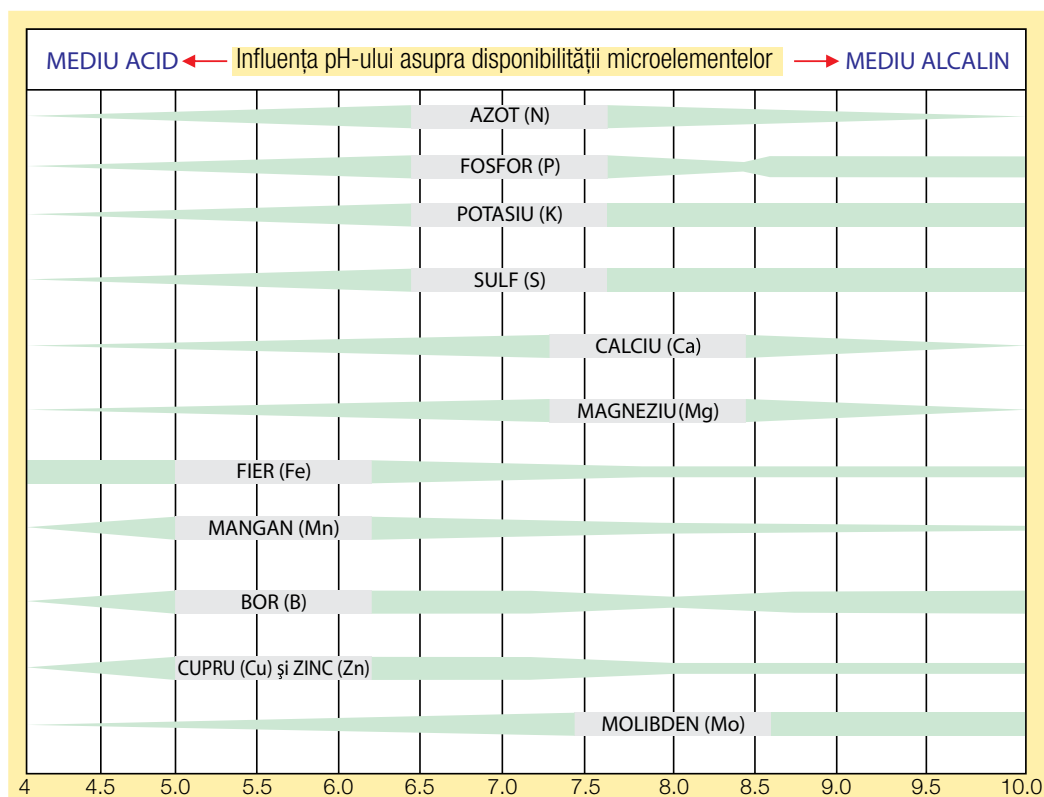 MEDIU ACID Influența pH-ului asupra disponibilității microelementelor MEDIU ALCALIN
AZOT (N)
FOSFOR (P)
POTASIU (K)
SULF (S)
CALCIU (Ca)
MAGNEZIU(Mg)
FIER (Fe)
MANGAN (Mn)
BOR (B)
CUPRU (Cu) şi ZINC (Zn)
MOLIBDEN (Mo)
4 4.5 5.0 5.5 6.0 6.5 7.0 7.5 8.0 8.5 9.0 9.5 10.0